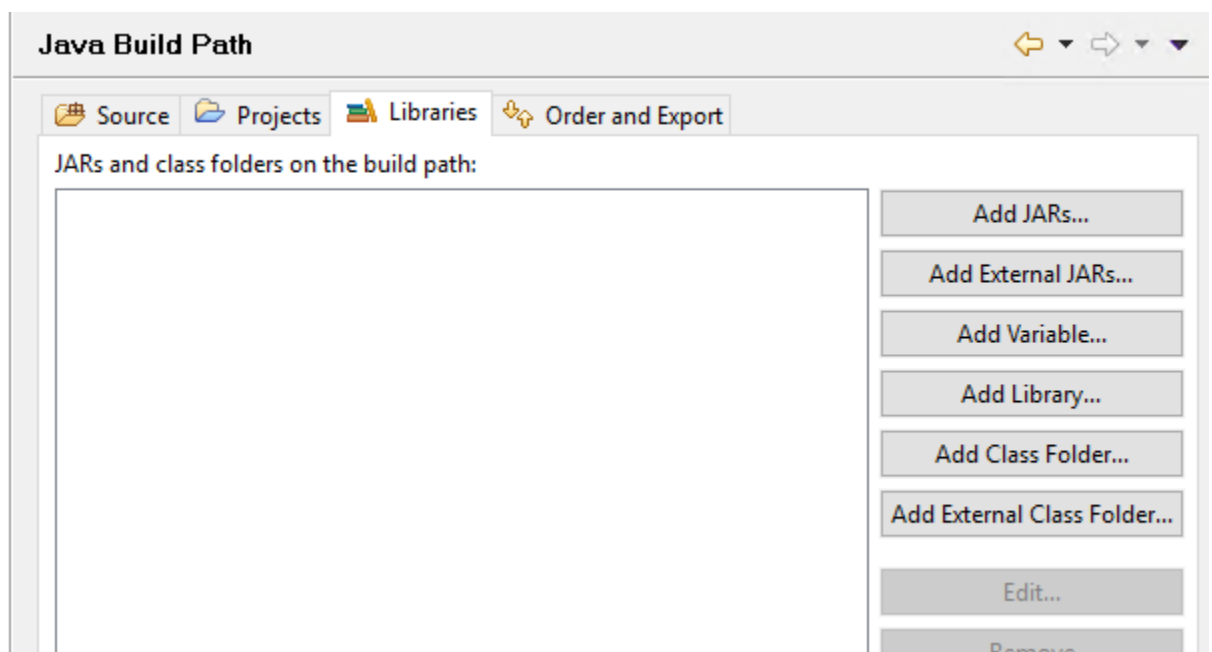 Java Build Path
Source Projects Libraries Order and Export
JARs and class folders on the build path:
Add JARs...
Add External JARs...
Add Variable...
Add Library...
Add Class Folder...
Add External Class Folder...
Edit...
Remove